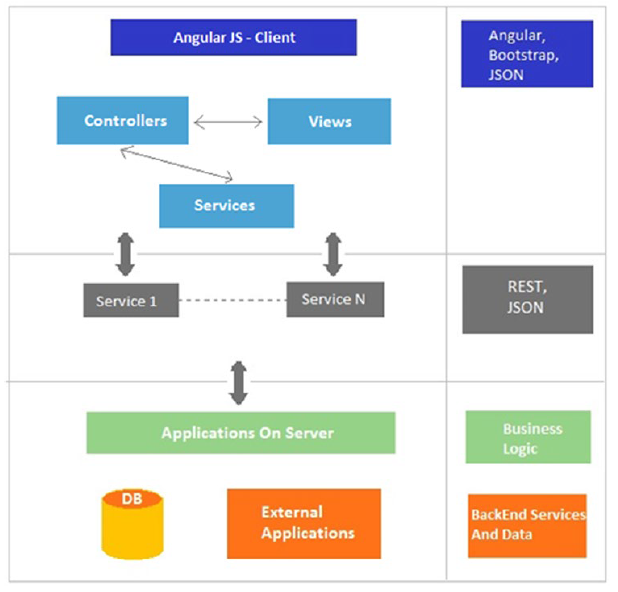 Angular JS - Client
Angular,
Bootstrap,
JSON
Controllers
Views
Services
Service 1
Service N
REST,
JSON
Applications On Server
Business
Logic
DB
External
Applications
BackEnd Services
And Data